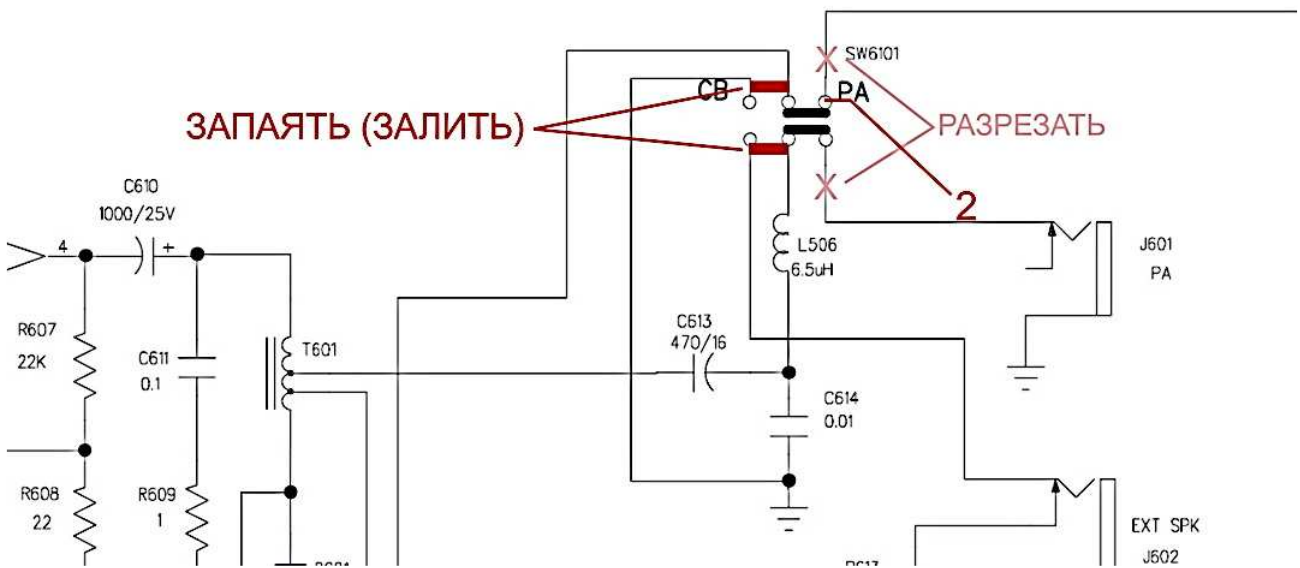 SW6101
CB
PA
ЗАПАЯТЬ (ЗАЛИТЬ)
РАЗРЕЗАТЬ
2
C610
1000/25V
4
+
L506
6.5uH
J601
PA
R607
22K
C611
0.1
T601
C613
470/16
C614
0.01
R608
22
R609
1
EXT SPK
J602